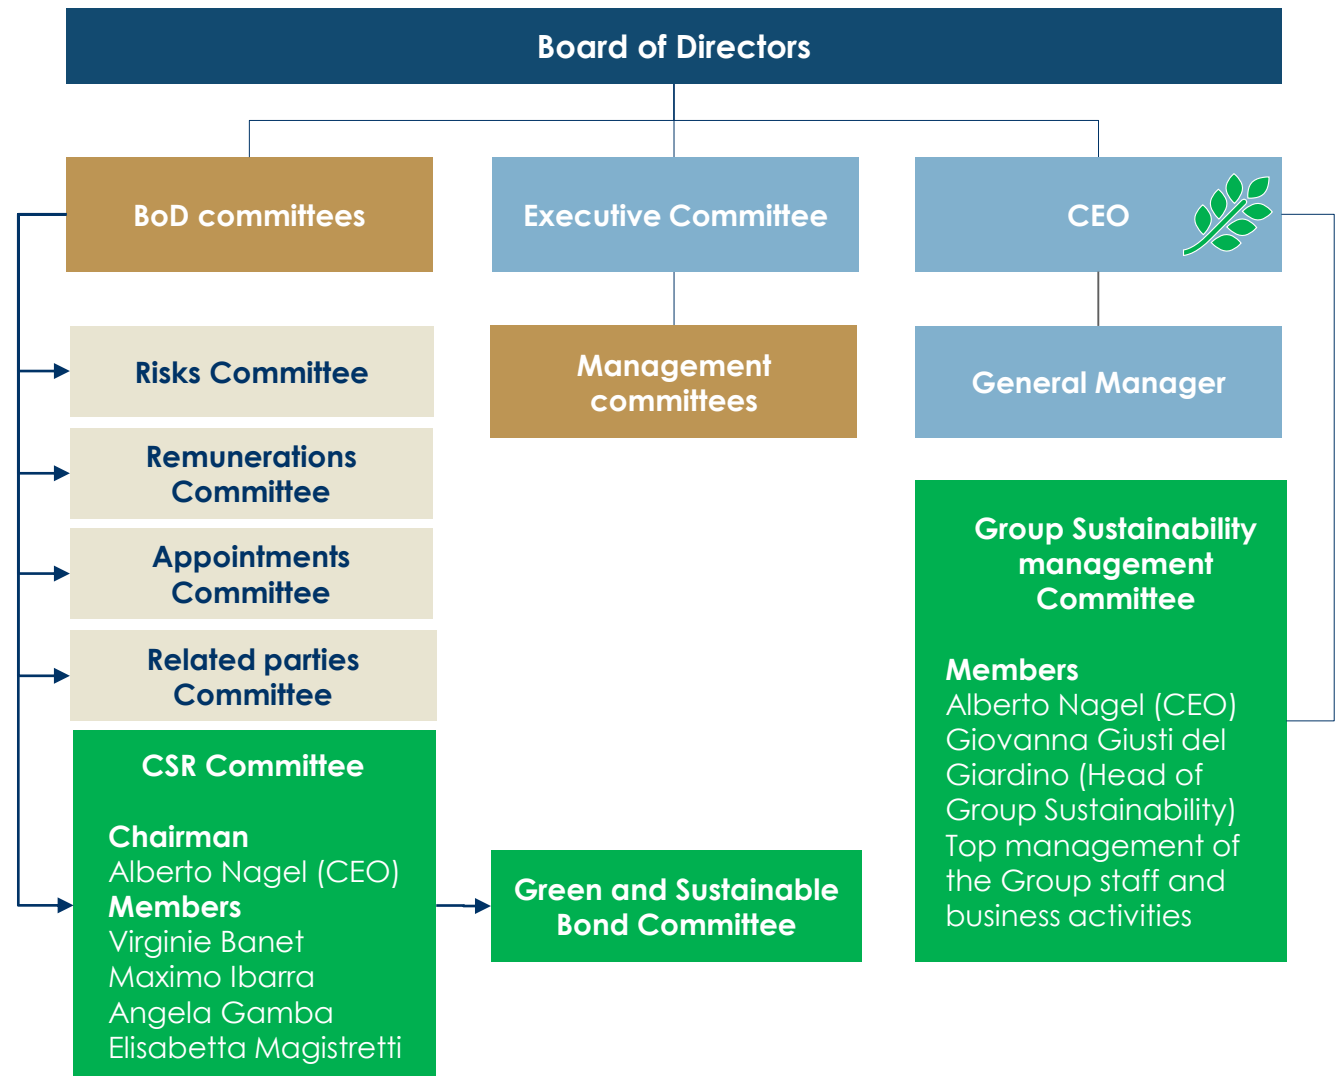 Board of Directors
BoD committees
Executive Committee
CEO
Risks Committee
Remunerations
Committee
Appointments
Committee
Related parties
Committee
CSR Committee
Chairman
Alberto Nagel (CEO)
Members
Virginie Banet
Maximo Ibarra
Angela Gamba
Elisabetta Magistretti
Management
committees
Green and Sustainable
Bond Committee
General Manager
Group Sustainability
management
Committee
Members
Alberto Nagel (CEO)
Giovanna Giusti del
Giardino (Head of
Group Sustainability)
Top management of
the Group staff and
business activities